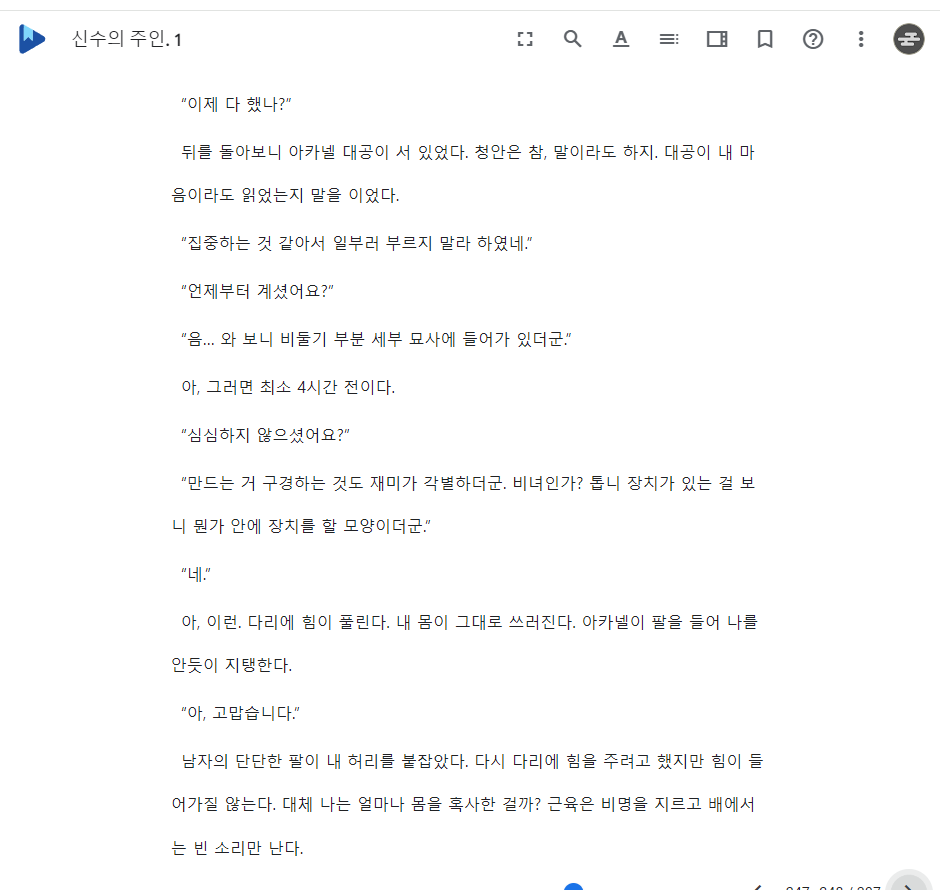 신수의 주인. 1
"이제 다 했나?"
뒤를 돌아보니 아카넬 대공이 서 있었다. 청안은 참, 말이라도 하지. 대공이 내 마
음이라도 읽었는지 말을 이었다.
"집중하는 것 같아서 일부러 부르지 말라 하였네."
"언제부터 계셨어요?"
"음... 와 보니 비둘기 부분 세부 묘사에 들어가 있더군."
아, 그러면 최소 4시간 전이다.
"심심하지 않으셨어요?"
"만드는 거 구경하는 것도 재미가 각별하더군. 비녀인가? 톱니 장치가 있는 걸 보
니 뭔가 안에 장치를 할 모양이더군."
"네."
아, 이런. 다리에 힘이 풀린다. 내 몸이 그대로 쓰러진다. 아카넬이 팔을 들어 나를
안듯이 지탱한다.
"아, 고맙습니다."
남자의 단단한 팔이 내 허리를 붙잡았다. 다시 다리에 힘을 주려고 했지만 힘이 들
어가질 않는다. 대체 나는 얼마나 몸을 혹사한 걸까? 근육은 비명을 지르고 배에서
는 빈 소리만 난다.